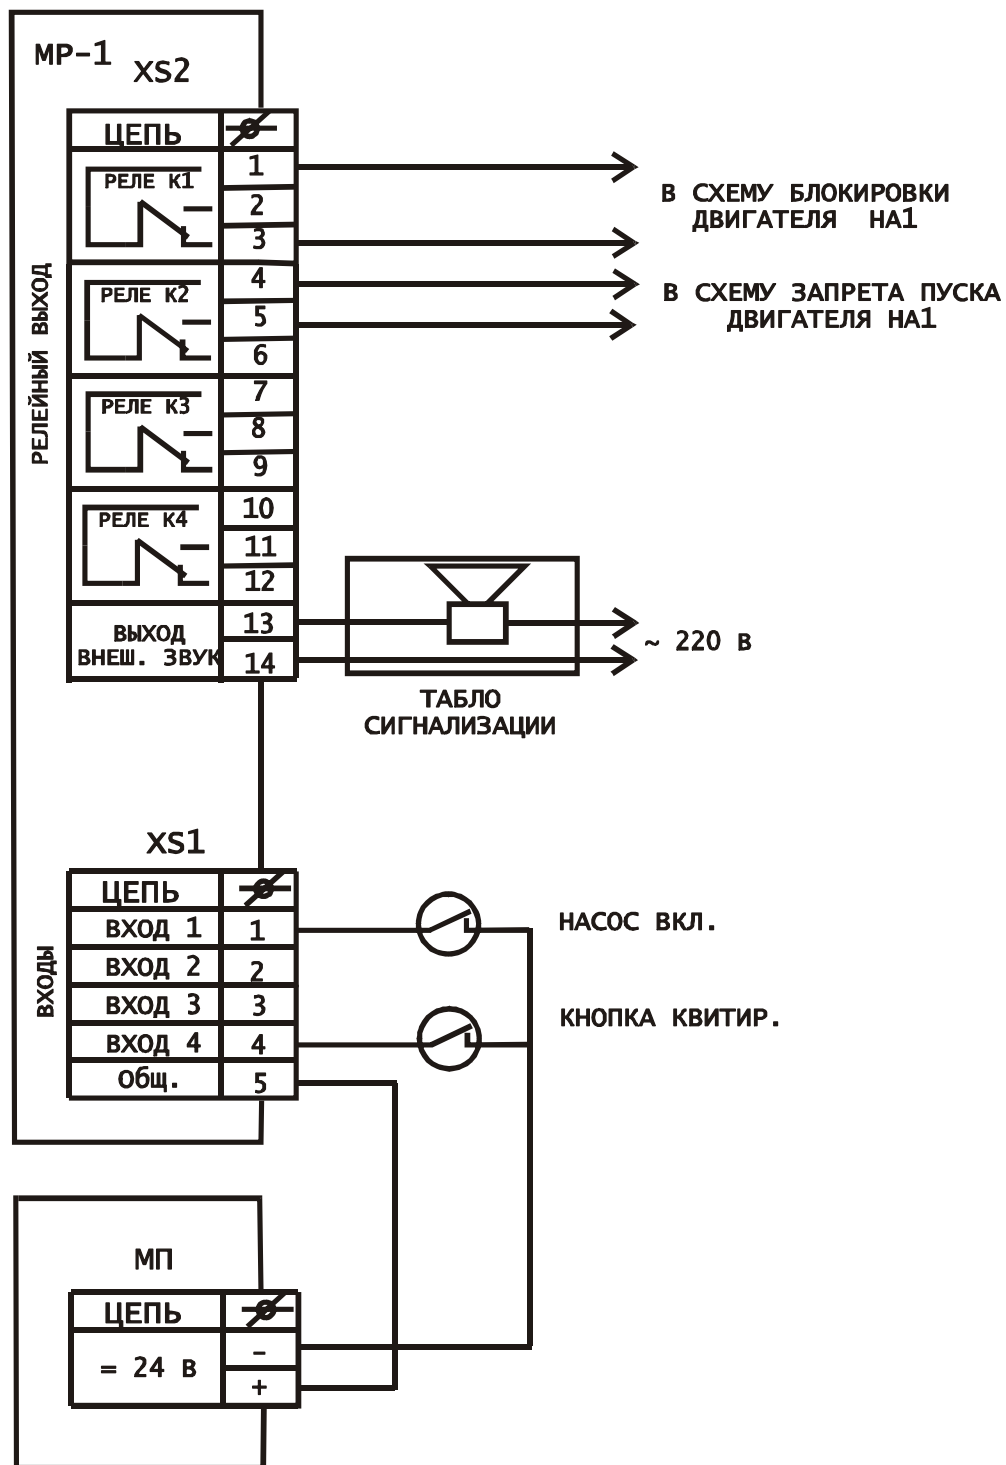 МР-1
XS2
ЦЕПЬ
РЕЛЕЙНЫЙ ВЫХОД
РЕЛЕ К1
1
2
3
В СХЕМУ БЛОКИРОВКИ
ДВИГАТЕЛЯ НА1
РЕЛЕ К2
4
5
6
В СХЕМУ ЗАПРЕТА ПУСКА
ДВИГАТЕЛЯ НА1
РЕЛЕ К3
7
8
9
РЕЛЕ К4
10
11
12
ВЫХОД
ВНЕШ. ЗВУК
13
14
~ 220 В
ТАБЛО
СИГНАЛИЗАЦИИ
XS1
ЦЕПЬ
ВХОДЫ
ВХОД 1 1
ВХОД 2 2
ВХОД 3 3
ВХОД 4 4
Общ. 5
НАСОС ВКЛ.
КНОПКА КВИТИР.
МП
ЦЕПЬ
= 24 В
-
+